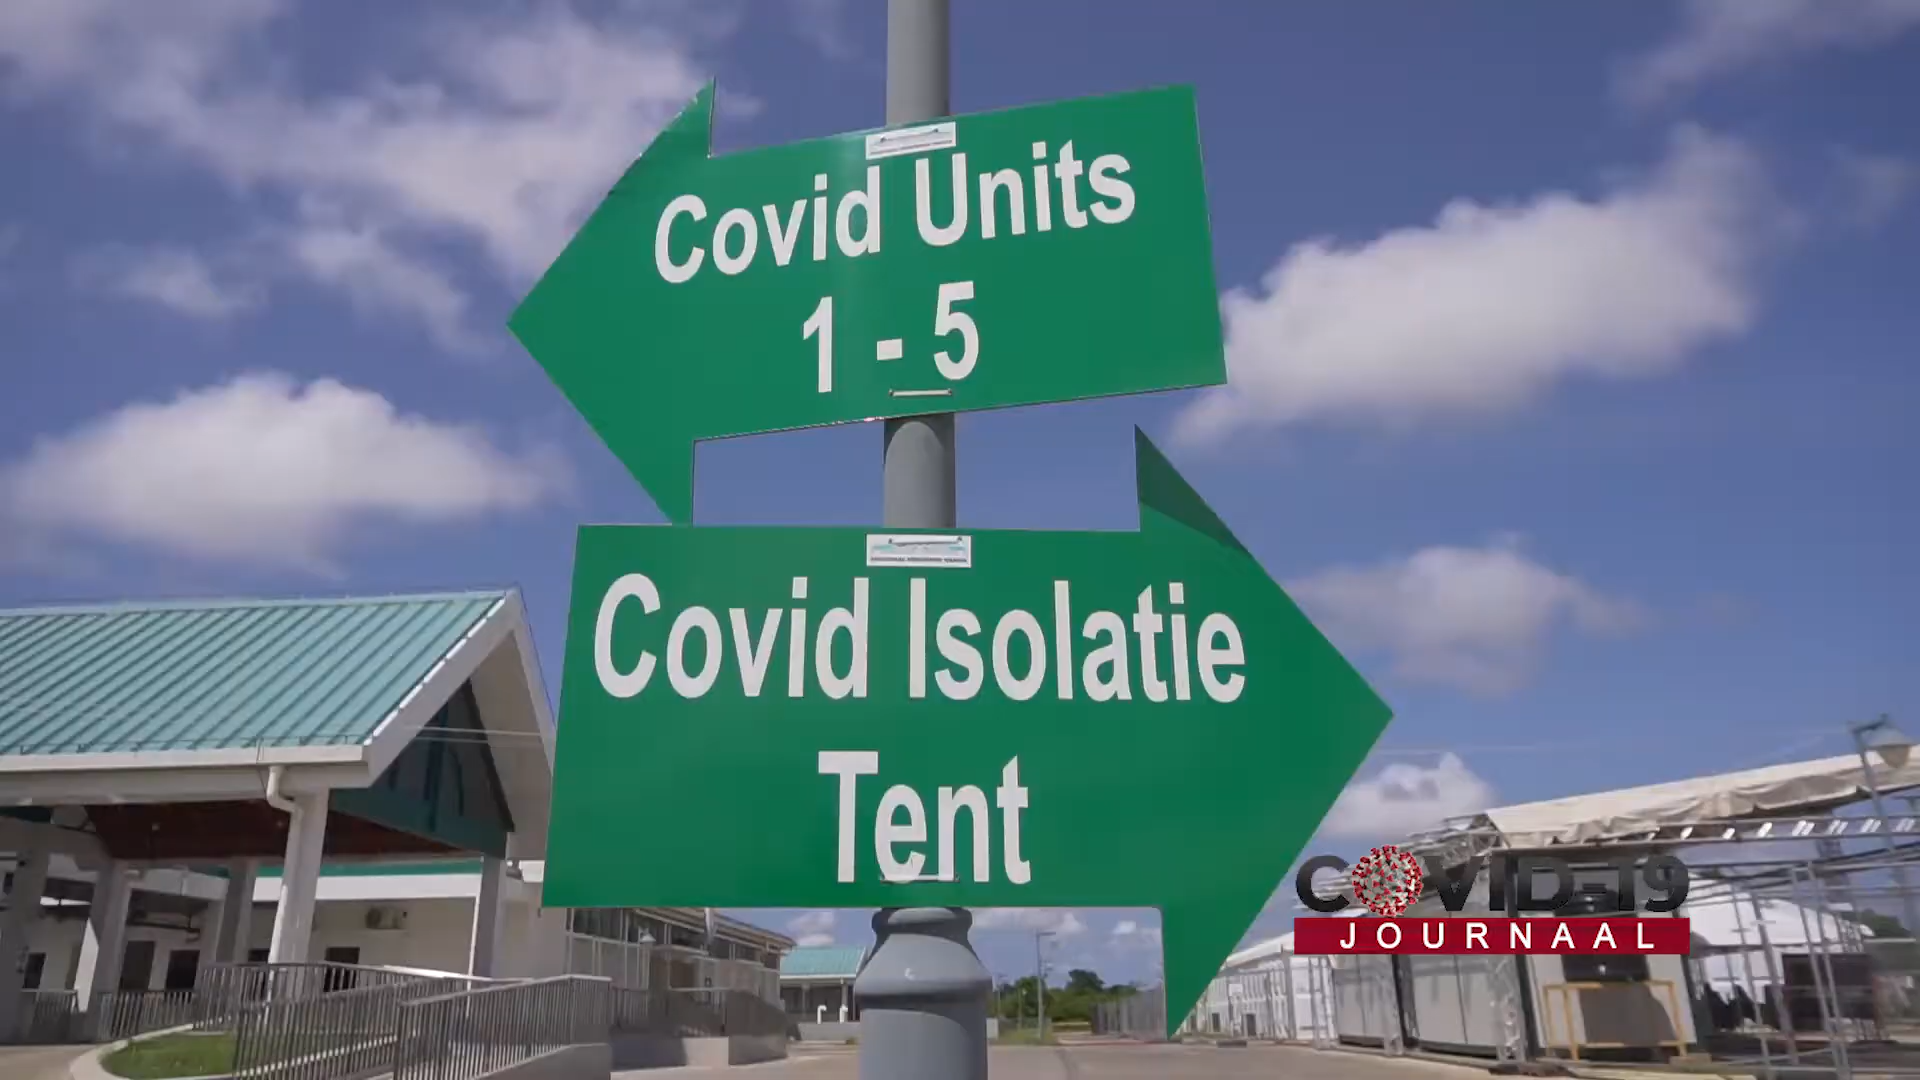 Covid Units
1 - 5
Covid Isolatie
Tent
COVID-19
JOURNAAL